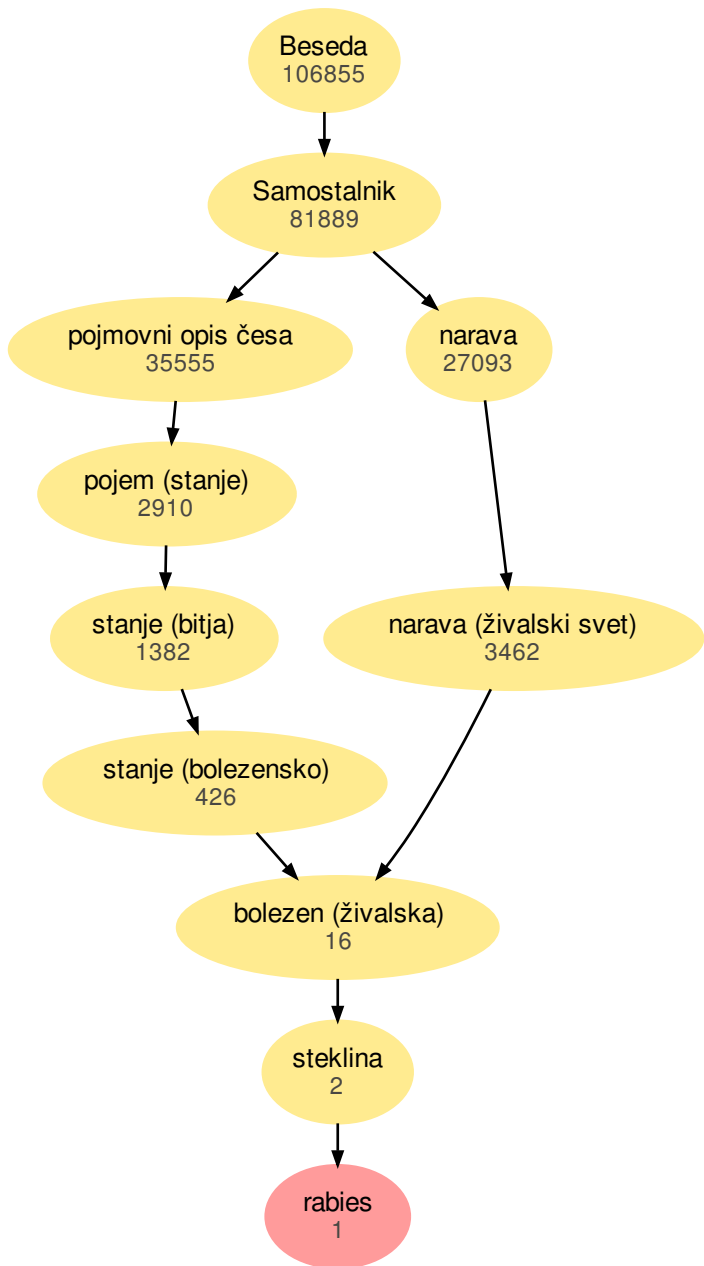 Beseda
106855
Samostalnik
81889
pojmovni opis česa
35555
narava
27093
pojem (stanje)
2910
stanje (bitja)
1382
narava (živalski svet)
3462
stanje (bolezensko)
426
bolezen (živalska)
16
steklina
2
rabies
1